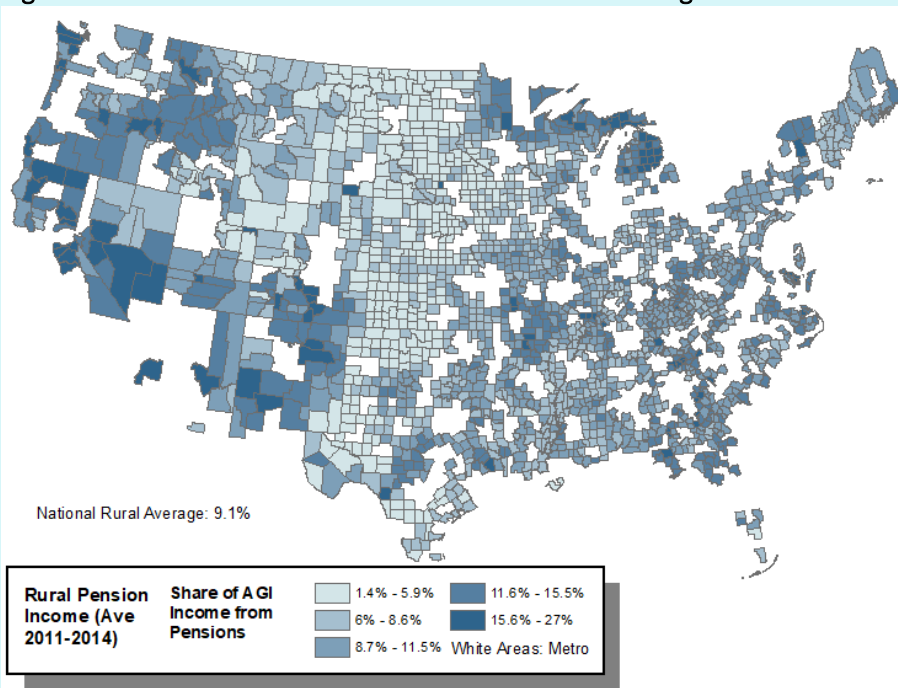 National Rural Average: 9.1%
Rural Pension
Income (Ave
2011-2014)
Share of AGI
Income from
Pensions
1.4% - 5.9%
6% - 8.6%
8.7% - 11.5%
11.6% - 15.5%
15.6% - 27%
White Areas: Metro